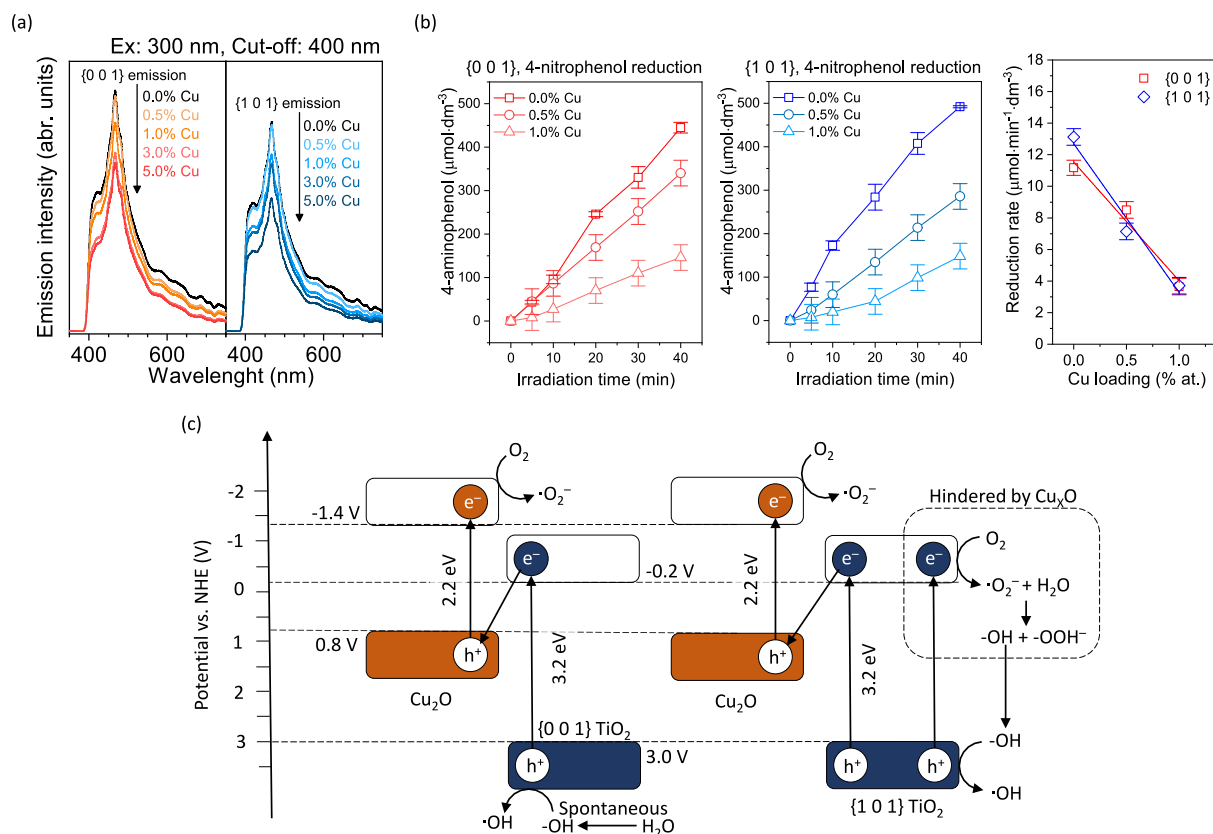 (a)
Ex: 300 nm, Cut-off: 400 nm
{0 0 1} emission
0.0% Cu
0.5% Cu
1.0% Cu
3.0% Cu
5.0% Cu
{1 0 1} emission
0.0% Cu
0.5% Cu
1.0% Cu
3.0% Cu
5.0% Cu
Emission intensity (abr. units)
400 600 400 600
Wavelenght (nm)
(b)
{0 0 1}, 4-nitrophenol reduction
0.0% Cu
0.5% Cu
1.0% Cu
4-aminophenol (µmol·dm⁻³)
500
400
300
200
100
0
0 10 20 30 40
Irradiation time (min)
{1 0 1}, 4-nitrophenol reduction
0.0% Cu
0.5% Cu
1.0% Cu
4-aminophenol (µmol·dm⁻³)
500
400
300
200
100
0
0 10 20 30 40
Irradiation time (min)
{0 0 1}
{1 0 1}
Reduction rate (µmol·min⁻¹·dm⁻³)
18
16
14
12
10
8
6
4
2
0
0.0 0.5 1.0
Cu loading (% at.)
(c)
Potential vs. NHE (V)
-2
-1
0
1
2
3
-1.4 V
0.8 V
O₂
·O₂⁻
e⁻
2.2 eV
h⁺
Cu₂O
e⁻
-0.2 V
3.2 eV
{0 0 1} TiO₂
h⁺
3.0 V
Spontaneous
·OH -OH H₂O
O₂
·O₂⁻
e⁻
2.2 eV
h⁺
Cu₂O
Hindered by CuₓO
e⁻ e⁻
O₂
·O₂⁻ + H₂O
-OH + -OOH⁻
3.2 eV
h⁺ h⁺
-OH
·OH
{1 0 1} TiO₂